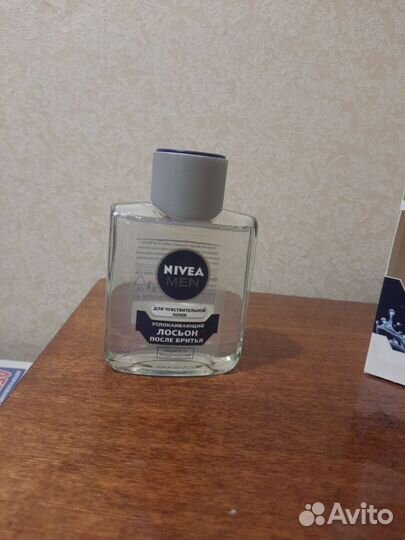 NIVEA
MEN
ДЛЯ ЧУВСТВИТЕЛЬНОЙ
КОЖИ
УСПОКАИВАЮЩИЙ
ЛОСЬОН
ПОСЛЕ БРИТЬЯ
Avito